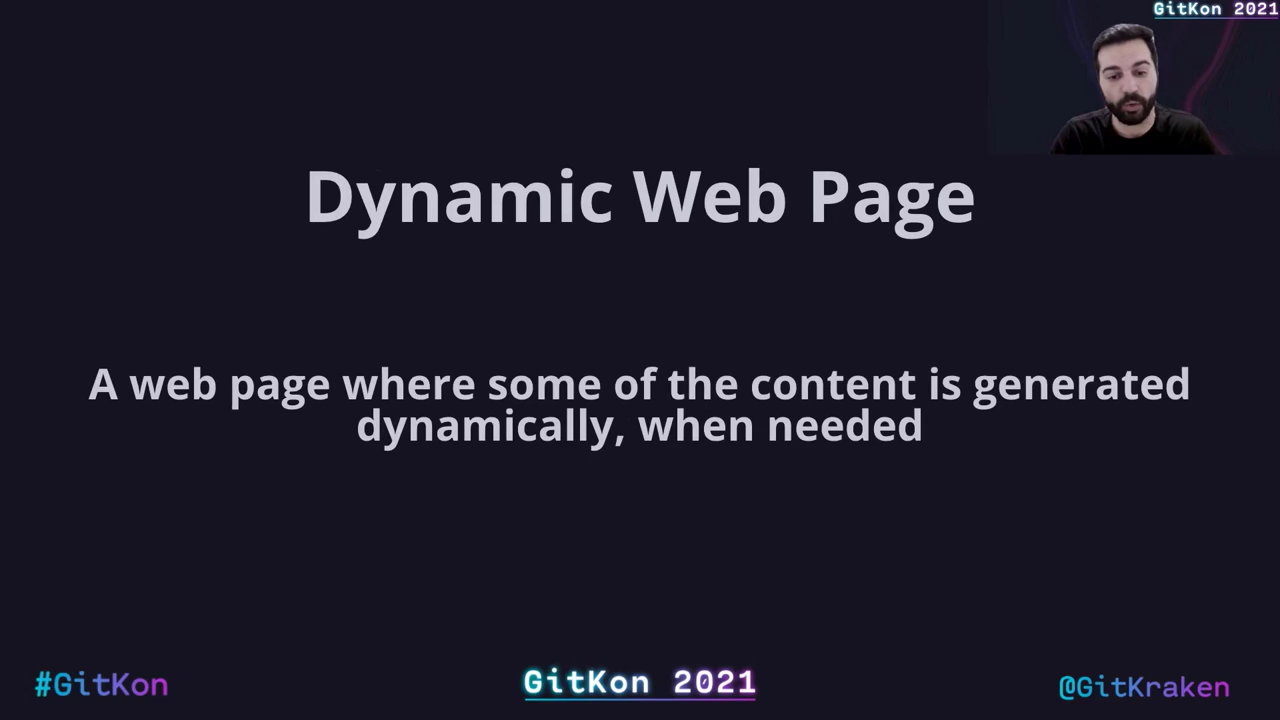 GitKon 2021
Dynamic Web Page
A web page where some of the content is generated
dynamically, when needed
#GitKon
GitKon 2021
@GitKraken